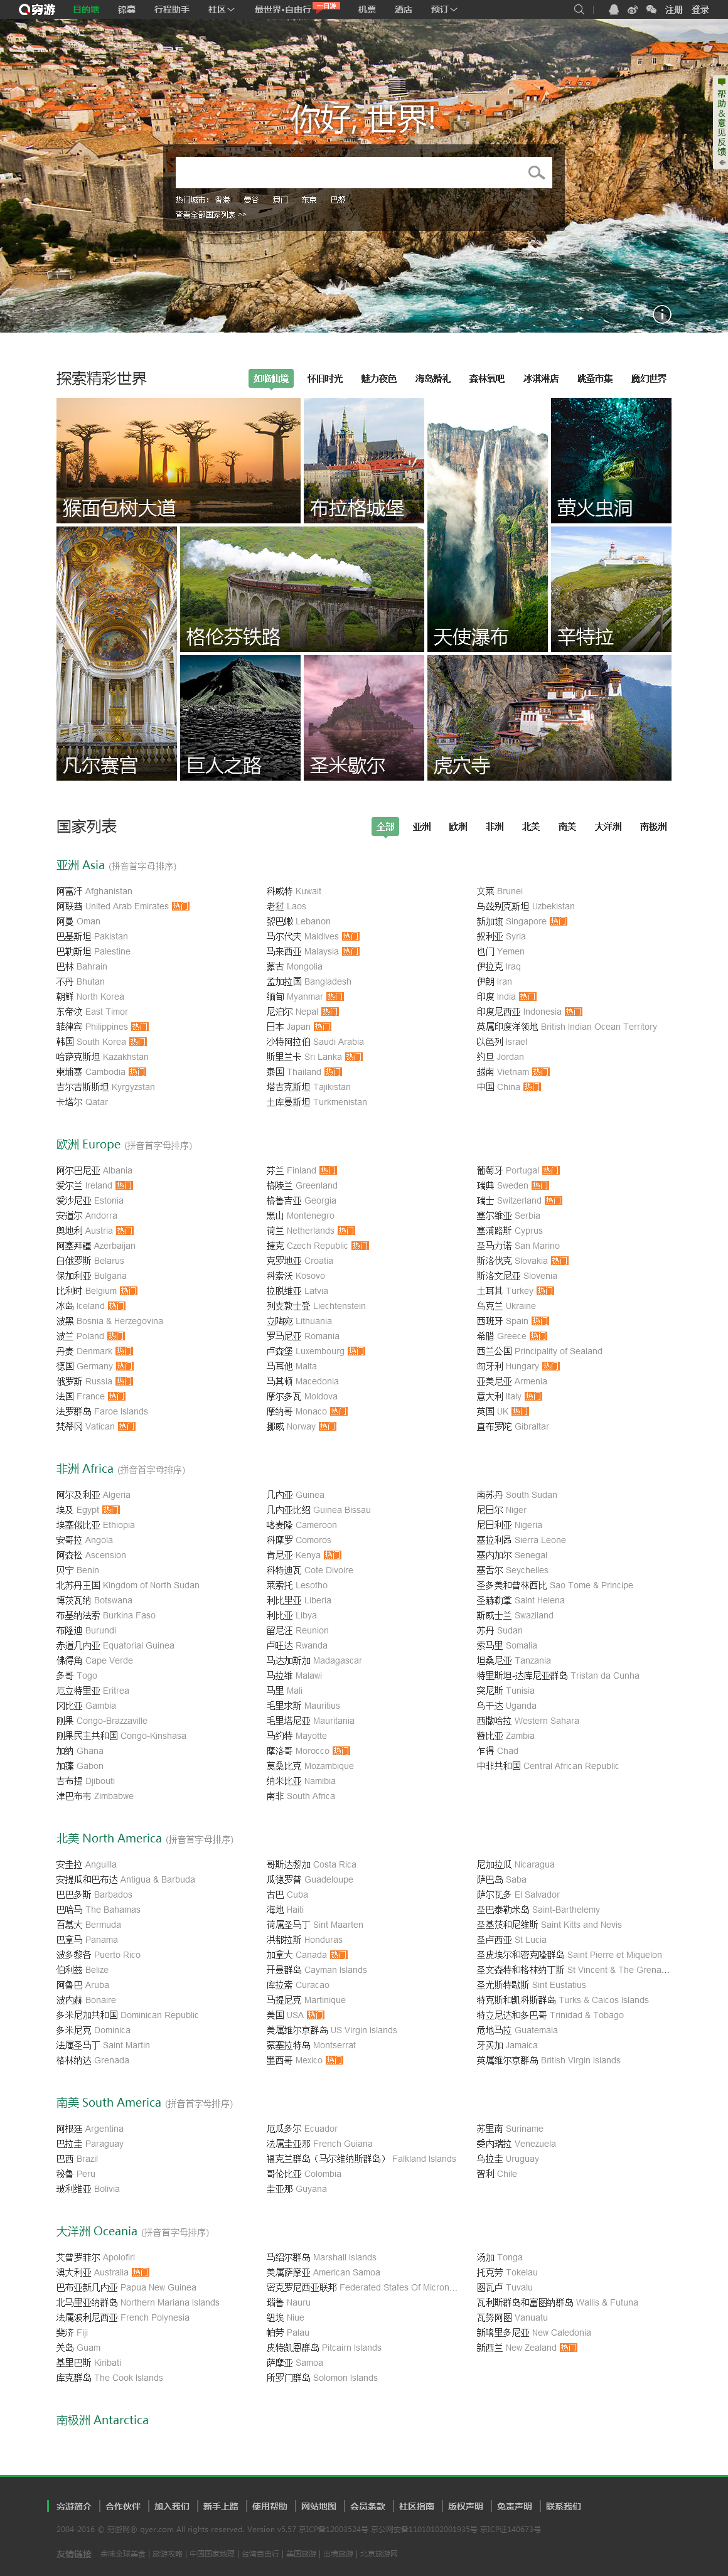 穷游 目的地 锦囊 行程助手 社区 最世界•自由行 一日游 机票 酒店 预订 注册 登录
帮助&意见反馈
你好, 世界!
热门城市: 香港 曼谷 澳门 东京 巴黎
查看全部国家列表 >>
探索精彩世界 如临仙境 怀旧时光 魅力夜色 海岛婚礼 森林氧吧 冰淇淋店 跳蚤市集 魔幻世界
猴面包树大道 布拉格城堡 萤火虫洞
格伦芬铁路 天使瀑布 辛特拉
凡尔赛宫 巨人之路 圣米歇尔 虎穴寺
国家列表 全部 亚洲 欧洲 非洲 北美 南美 大洋洲 南极洲
亚洲 Asia (拼音首字母排序)
阿富汗 Afghanistan 科威特 Kuwait 文莱 Brunei
阿联酋 United Arab Emirates 热门 老挝 Laos 乌兹别克斯坦 Uzbekistan
阿曼 Oman 黎巴嫩 Lebanon 新加坡 Singapore 热门
巴基斯坦 Pakistan 马尔代夫 Maldives 热门 叙利亚 Syria
巴勒斯坦 Palestine 马来西亚 Malaysia 热门 也门 Yemen
巴林 Bahrain 蒙古 Mongolia 伊拉克 Iraq
不丹 Bhutan 孟加拉国 Bangladesh 伊朗 Iran
朝鲜 North Korea 缅甸 Myanmar 热门 印度 India 热门
东帝汶 East Timor 尼泊尔 Nepal 热门 印度尼西亚 Indonesia 热门
菲律宾 Philippines 热门 日本 Japan 热门 英属印度洋领地 British Indian Ocean Territory
韩国 South Korea 热门 沙特阿拉伯 Saudi Arabia 以色列 Israel
哈萨克斯坦 Kazakhstan 斯里兰卡 Sri Lanka 热门 约旦 Jordan
柬埔寨 Cambodia 热门 泰国 Thailand 热门 越南 Vietnam 热门
吉尔吉斯斯坦 Kyrgyzstan 塔吉克斯坦 Tajikistan 中国 China 热门
卡塔尔 Qatar 土库曼斯坦 Turkmenistan
欧洲 Europe (拼音首字母排序)
阿尔巴尼亚 Albania 芬兰 Finland 热门 葡萄牙 Portugal 热门
爱尔兰 Ireland 热门 格陵兰 Greenland 瑞典 Sweden 热门
爱沙尼亚 Estonia 格鲁吉亚 Georgia 瑞士 Switzerland 热门
安道尔 Andorra 黑山 Montenegro 塞尔维亚 Serbia
奥地利 Austria 热门 荷兰 Netherlands 热门 塞浦路斯 Cyprus
阿塞拜疆 Azerbaijan 捷克 Czech Republic 热门 圣马力诺 San Marino
白俄罗斯 Belarus 克罗地亚 Croatia 斯洛伐克 Slovakia 热门
保加利亚 Bulgaria 科索沃 Kosovo 斯洛文尼亚 Slovenia
比利时 Belgium 热门 拉脱维亚 Latvia 土耳其 Turkey 热门
冰岛 Iceland 热门 列支敦士登 Liechtenstein 乌克兰 Ukraine
波黑 Bosnia & Herzegovina 立陶宛 Lithuania 西班牙 Spain 热门
波兰 Poland 热门 罗马尼亚 Romania 希腊 Greece 热门
丹麦 Denmark 热门 卢森堡 Luxembourg 热门 西兰公国 Principality of Sealand
德国 Germany 热门 马耳他 Malta 匈牙利 Hungary 热门
俄罗斯 Russia 热门 马其顿 Macedonia 亚美尼亚 Armenia
法国 France 热门 摩尔多瓦 Moldova 意大利 Italy 热门
法罗群岛 Faroe Islands 摩纳哥 Monaco 热门 英国 UK 热门
梵蒂冈 Vatican 热门 挪威 Norway 热门 直布罗陀 Gibraltar
非洲 Africa (拼音首字母排序)
阿尔及利亚 Algeria 几内亚 Guinea 南苏丹 South Sudan
埃及 Egypt 热门 几内亚比绍 Guinea Bissau 尼日尔 Niger
埃塞俄比亚 Ethiopia 喀麦隆 Cameroon 尼日利亚 Nigeria
安哥拉 Angola 科摩罗 Comoros 塞拉利昂 Sierra Leone
阿森松 Ascension 肯尼亚 Kenya 热门 塞内加尔 Senegal
贝宁 Benin 科特迪瓦 Cote Divoire 塞舌尔 Seychelles
北苏丹王国 Kingdom of North Sudan 莱索托 Lesotho 圣多美和普林西比 Sao Tome & Principe
博茨瓦纳 Botswana 利比里亚 Liberia 圣赫勒拿 Saint Helena
布基纳法索 Burkina Faso 利比亚 Libya 斯威士兰 Swaziland
布隆迪 Burundi 留尼汪 Reunion 苏丹 Sudan
赤道几内亚 Equatorial Guinea 卢旺达 Rwanda 索马里 Somalia
佛得角 Cape Verde 马达加斯加 Madagascar 坦桑尼亚 Tanzania
多哥 Togo 马拉维 Malawi 特里斯坦-达库尼亚群岛 Tristan da Cunha
厄立特里亚 Eritrea 马里 Mali 突尼斯 Tunisia
冈比亚 Gambia 毛里求斯 Mauritius 乌干达 Uganda
刚果 Congo-Brazzaville 毛里塔尼亚 Mauritania 西撒哈拉 Western Sahara
刚果民主共和国 Congo-Kinshasa 马约特 Mayotte 赞比亚 Zambia
加纳 Ghana 摩洛哥 Morocco 热门 乍得 Chad
加蓬 Gabon 莫桑比克 Mozambique 中非共和国 Central African Republic
吉布提 Djibouti 纳米比亚 Namibia
津巴布韦 Zimbabwe 南非 South Africa
北美 North America (拼音首字母排序)
安圭拉 Anguilla 哥斯达黎加 Costa Rica 尼加拉瓜 Nicaragua
安提瓜和巴布达 Antigua & Barbuda 瓜德罗普 Guadeloupe 萨巴岛 Saba
巴巴多斯 Barbados 古巴 Cuba 萨尔瓦多 El Salvador
巴哈马 The Bahamas 海地 Haiti 圣巴泰勒米岛 Saint-Barthelemy
百慕大 Bermuda 荷属圣马丁 Sint Maarten 圣基茨和尼维斯 Saint Kitts and Nevis
巴拿马 Panama 洪都拉斯 Honduras 圣卢西亚 St Lucia
波多黎各 Puerto Rico 加拿大 Canada 热门 圣皮埃尔和密克隆群岛 Saint Pierre et Miquelon
伯利兹 Belize 开曼群岛 Cayman Islands 圣文森特和格林纳丁斯 St Vincent & The Grena...
阿鲁巴 Aruba 库拉索 Curacao 圣尤斯特歇斯 Sint Eustatius
波内赫 Bonaire 马提尼克 Martinique 特克斯和凯科斯群岛 Turks & Caicos Islands
多米尼加共和国 Dominican Republic 美国 USA 热门 特立尼达和多巴哥 Trinidad & Tobago
多米尼克 Dominica 美属维尔京群岛 US Virgin Islands 危地马拉 Guatemala
法属圣马丁 Saint Martin 蒙塞拉特岛 Montserrat 牙买加 Jamaica
格林纳达 Grenada 墨西哥 Mexico 热门 英属维尔京群岛 British Virgin Islands
南美 South America (拼音首字母排序)
阿根廷 Argentina 厄瓜多尔 Ecuador 苏里南 Suriname
巴拉圭 Paraguay 法属圭亚那 French Guiana 委内瑞拉 Venezuela
巴西 Brazil 福克兰群岛（马尔维纳斯群岛） Falkland Islands 乌拉圭 Uruguay
秘鲁 Peru 哥伦比亚 Colombia 智利 Chile
玻利维亚 Bolivia 圭亚那 Guyana
大洋洲 Oceania (拼音首字母排序)
艾普罗菲尔 Apolofirl 马绍尔群岛 Marshall Islands 汤加 Tonga
澳大利亚 Australia 热门 美属萨摩亚 American Samoa 托克劳 Tokelau
巴布亚新几内亚 Papua New Guinea 密克罗尼西亚联邦 Federated States Of Micron... 图瓦卢 Tuvalu
北马里亚纳群岛 Northern Mariana Islands 瑙鲁 Nauru 瓦利斯群岛和富图纳群岛 Wallis & Futuna
法属波利尼西亚 French Polynesia 纽埃 Niue 瓦努阿图 Vanuatu
斐济 Fiji 帕劳 Palau 新喀里多尼亚 New Caledonia
关岛 Guam 皮特凯恩群岛 Pitcairn Islands 新西兰 New Zealand 热门
基里巴斯 Kiribati 萨摩亚 Samoa
库克群岛 The Cook Islands 所罗门群岛 Solomon Islands
南极洲 Antarctica
穷游简介 合作伙伴 加入我们 新手上路 使用帮助 网站地图 会员条款 社区指南 版权声明 免责声明 联系我们
2004-2016 © 穷游网® qyer.com All rights reserved. Version v5.57 京ICP备12003524号 京公网安备11010102001935号 京ICP证140673号
友情链接 去味全球美食 | 旅游攻略 | 中国国家地理 | 台湾自由行 | 美国旅游 | 出境旅游 | 北京旅游网